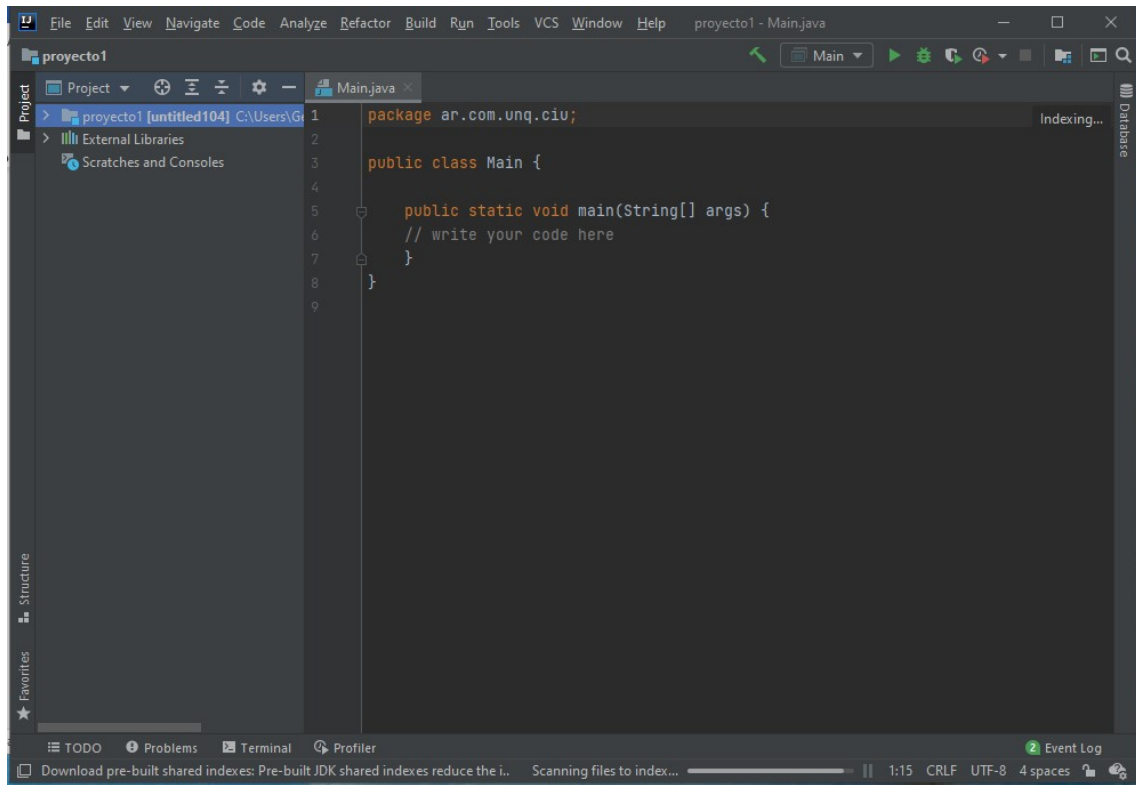 IJ File Edit View Navigate Code Analyze Refactor Build Run Tools VCS Window Help proyecto1 - Main.java
proyecto1 Main
Project Main.java
proyecto1 [untitled104] C:\Users\Ge
External Libraries
Scratches and Consoles
Project
Structure
Favorites
1 package ar.com.unq.ciu;
2
3 public class Main {
4
5 public static void main(String[] args) {
6 // write your code here
7 }
8 }
9
Indexing...
Database
TODO Problems Terminal Profiler 2 Event Log
Download pre-built shared indexes: Pre-built JDK shared indexes reduce the i.. Scanning files to index... 1:15 CRLF UTF-8 4 spaces